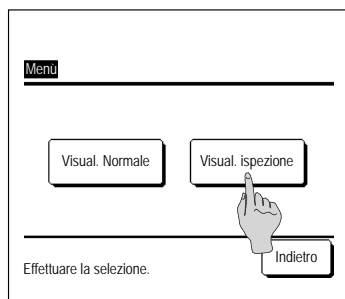 Menù
Visual. Normale
Visual. ispezione
Effettuare la selezione.
Indietro